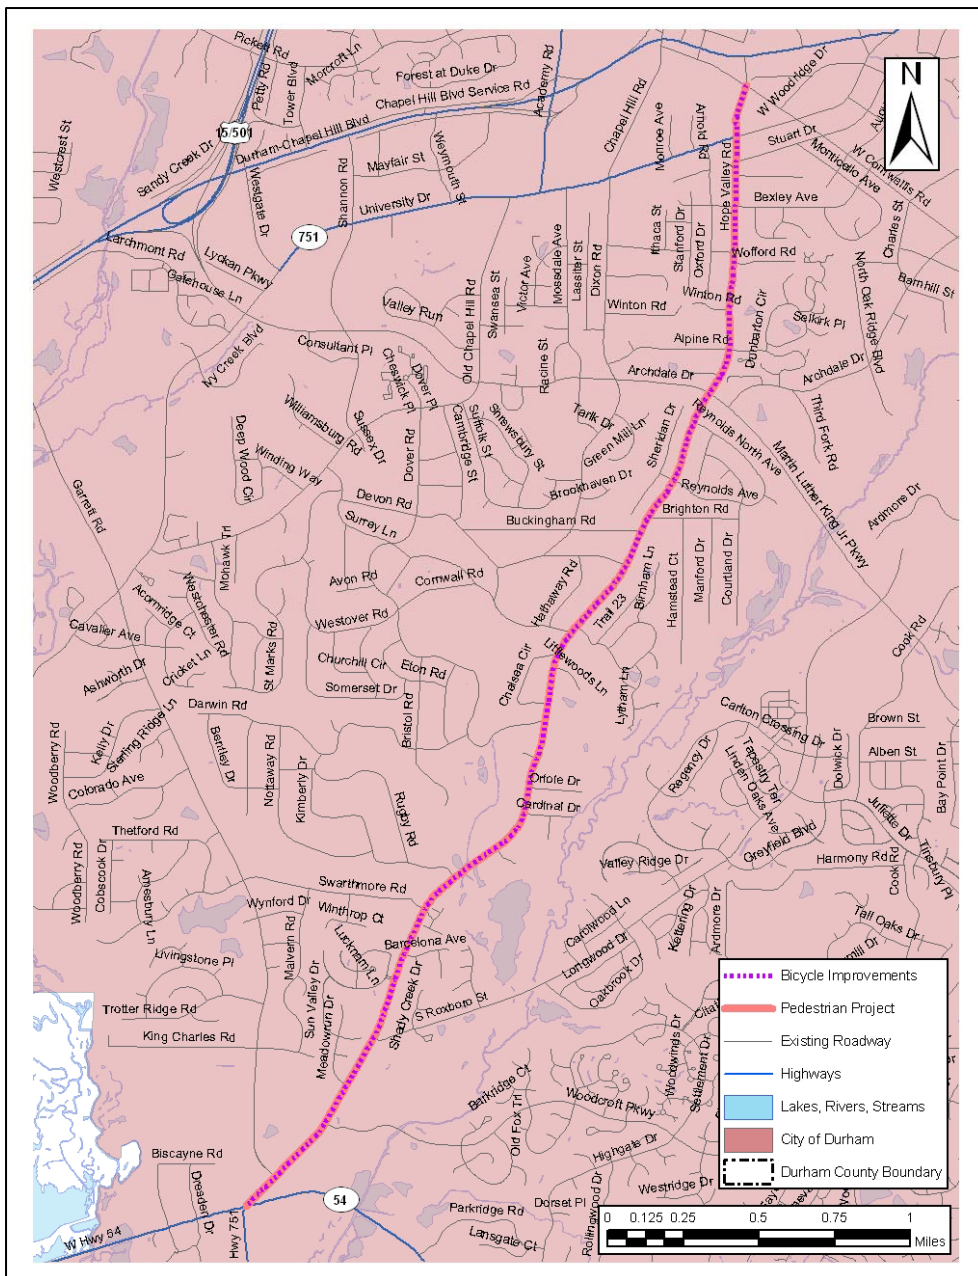 Pickett Rd
Morcroft Ln
Petty Rd
Tower Blvd
Forest at Duke Dr
Chapel Hill Blvd Service Rd
Academy Rd
Chapel Hill Rd
W Woodridge Dr
N
15/501
Durham-Chapel Hill Blvd
Westcrest St
Sandy Creek Dr
Mayfair St
Weymouth St
Monroe Ave
Arnold Rd
Stuart Dr
Monticello Ave
W Cornwallis Rd
Westgate Dr
Shannon Rd
University Dr
751
Hope Valley Rd
Bexley Ave
Charles St
Larchmont Rd
Lyckan Pkwy
Gatehouse Ln
Ithaca St
Stanford Dr
Oxford Dr
Wofford Rd
North Oak Ridge Blvd
Barnhill St
Valley Run
Old Chapel Hill Rd
Swansea St
Victor Ave
Mossdale Ave
Lassiter St
Dixon Rd
Winton Rd
Winton Rd
Dunbarton Cir
Selkirk Pl
Ivy Creek Blvd
Consultant Pl
Alpine Rd
Racine St
Cheswick Pl
Dover Pl
Archdale Dr
Archdale Dr
Williamsburg Rd
Sussex Dr
Deep Wood Cir
Winding Way
Dover Rd
Cambridge St
Suffolk St
Shrewsbury St
Tarik Dr
Green Mill Ln
Sheridan Dr
Reynolds North Ave
Third Fork Rd
Martin Luther King Jr Pkwy
Garrett Rd
Brookhaven Dr
Reynolds Ave
Ardmore Dr
Devon Rd
Surrey Ln
Buckingham Rd
Brighton Rd
Mohawk Trl
Avon Rd
Cornwall Rd
Hathaway Rd
Birnham Ln
Hamstead Ct
Manford Dr
Courtland Dr
Westchester Rd
Acornridge Ct
Cavalier Ave
Westover Rd
Trail 23
Cook Rd
Ashworth Dr
Cricket Ln
St Marks Rd
Churchill Cir
Eton Rd
Chelsea Cir
Littlewoods Ln
Somerset Dr
Lytham Ln
Darwin Rd
Bristol Rd
Carlton Crossing Dr
Brown St
Woodberry Rd
Kelly Dr
Sterling Ridge Ln
Bentley Dr
Nottaway Rd
Kimberly Dr
Regency Dr
Tapestry Ter
Linden Oaks Ave
Dolwick Dr
Alben St
Bay Point Dr
Colorado Ave
Oriole Dr
Cardinal Dr
Rugby Rd
Juliette Dr
Thetford Rd
Greyfield Blvd
Tinsbury Pl
Woodberry Rd
Cobscook Dr
Valley Ridge Dr
Harmony Rd
Cook Rd
Amesbury Ln
Swarthmore Rd
Wynford Dr
Winthrop Ct
Carlwood Ln
Kettering Dr
Ardmore Dr
Tall Oaks Dr
Malvern Rd
Lucknam Ln
Barcelona Ave
Longwood Dr
Livingstone Pl
Oakbrook Dr
Sun Valley Dr
Meadowrun Dr
Shady Creek Dr
S Roxboro St
Trotter Ridge Rd
King Charles Rd
Woodwinds Dr
Settlement Dr
Barkridge Ct
Old Fox Trl
Woodcroft Pkwy
Highgate Dr
Biscayne Rd
Dresden Dr
Westridge Dr
Rollingwood Dr
Dorset Pl
54
Parkridge Rd
Lansgate Ct
W Hwy 54
Hwy 751
Bicycle Improvements
Pedestrian Project
Existing Roadway
Highways
Lakes, Rivers, Streams
City of Durham
Durham County Boundary
0 0.125 0.25 0.5 0.75 1
Miles